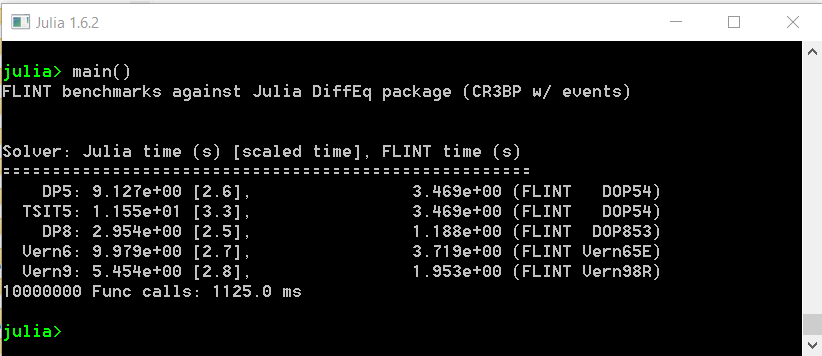 Julia 1.6.2
julia> main()
FLINT benchmarks against Julia DiffEq package (CR3BP w/ events)
Solver: Julia time (s) [scaled time], FLINT time (s)
-----------------------------------------------------
    DP5: 9.127e+00 [2.6],                3.469e+00 (FLINT   DOP54)
  TSIT5: 1.155e+01 [3.3],                3.469e+00 (FLINT   DOP54)
    DP8: 2.954e+00 [2.5],                1.188e+00 (FLINT  DOP853)
  Vern6: 9.979e+00 [2.7],                3.719e+00 (FLINT Vern65E)
  Vern9: 5.454e+00 [2.8],                1.953e+00 (FLINT Vern98R)
10000000 Func calls: 1125.0 ms
julia>